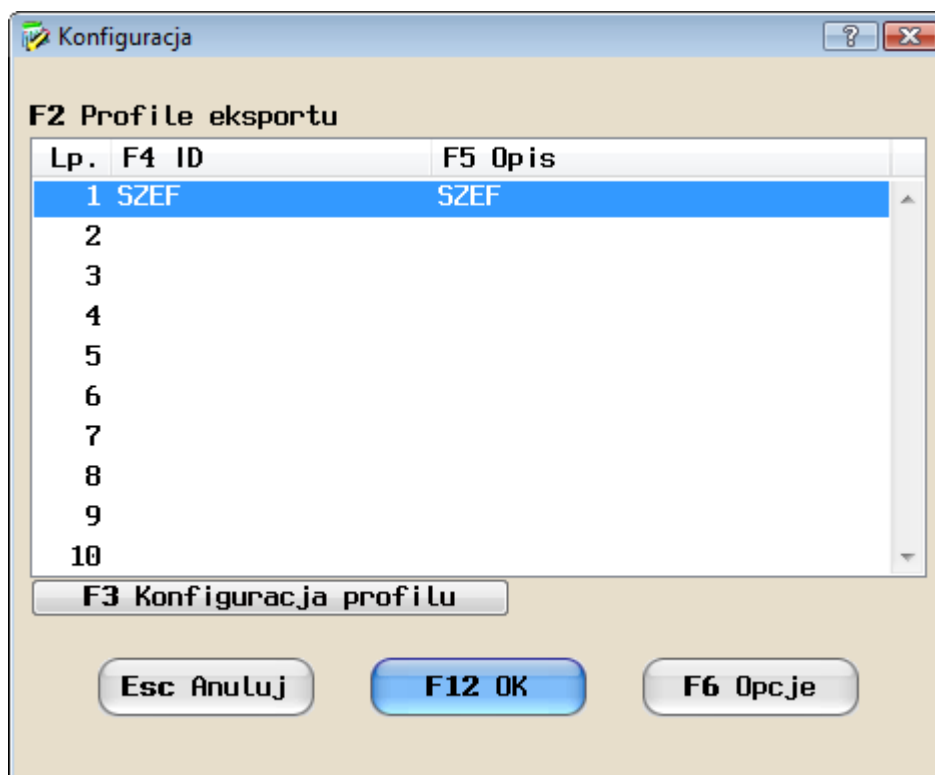 Konfiguracja
F2 Profile eksportu
Lp. F4 ID F5 Opis
1 SZEF SZEF
2
3
4
5
6
7
8
9
10
F3 Konfiguracja profilu
Esc Anuluj F12 OK F6 Opcje